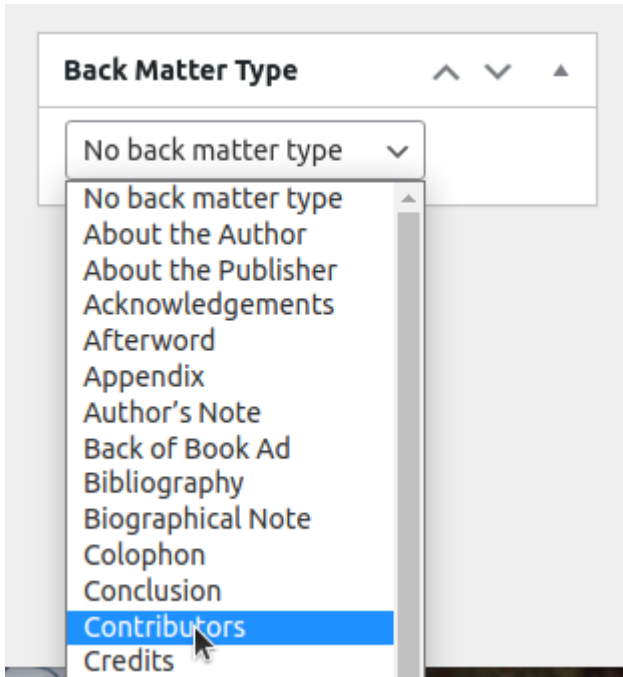 Back Matter Type
No back matter type
No back matter type
About the Author
About the Publisher
Acknowledgements
Afterword
Appendix
Author’s Note
Back of Book Ad
Bibliography
Biographical Note
Colophon
Conclusion
Contributors
Credits